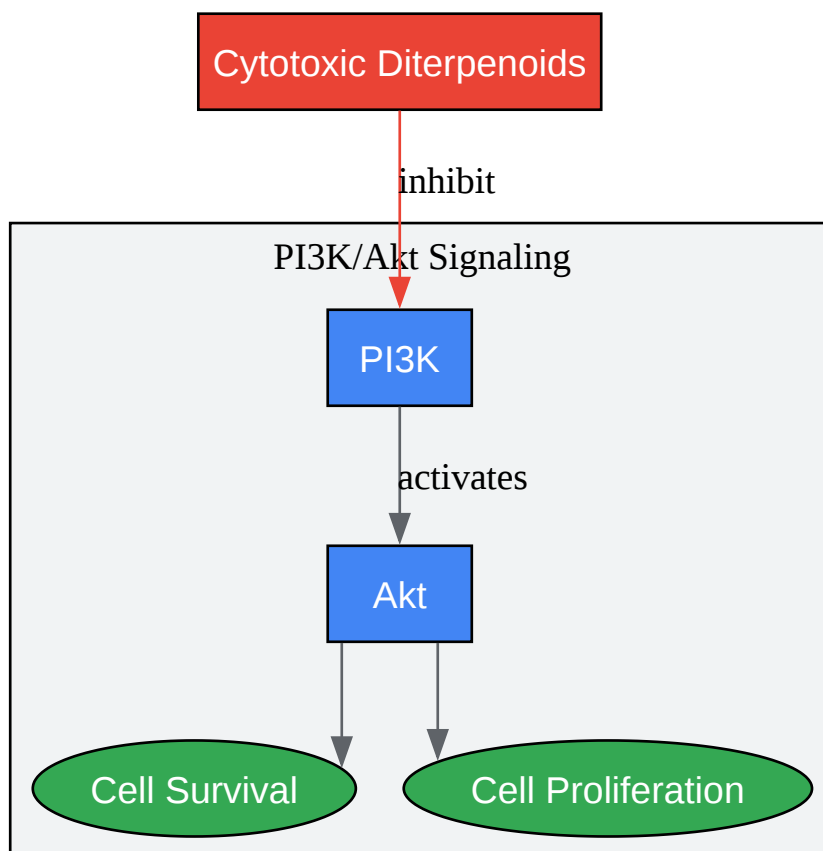 Cytotoxic Diterpenoids
inhibit
PI3K/Akt Signaling
PI3K
activates
Akt
Cell Survival
Cell Proliferation